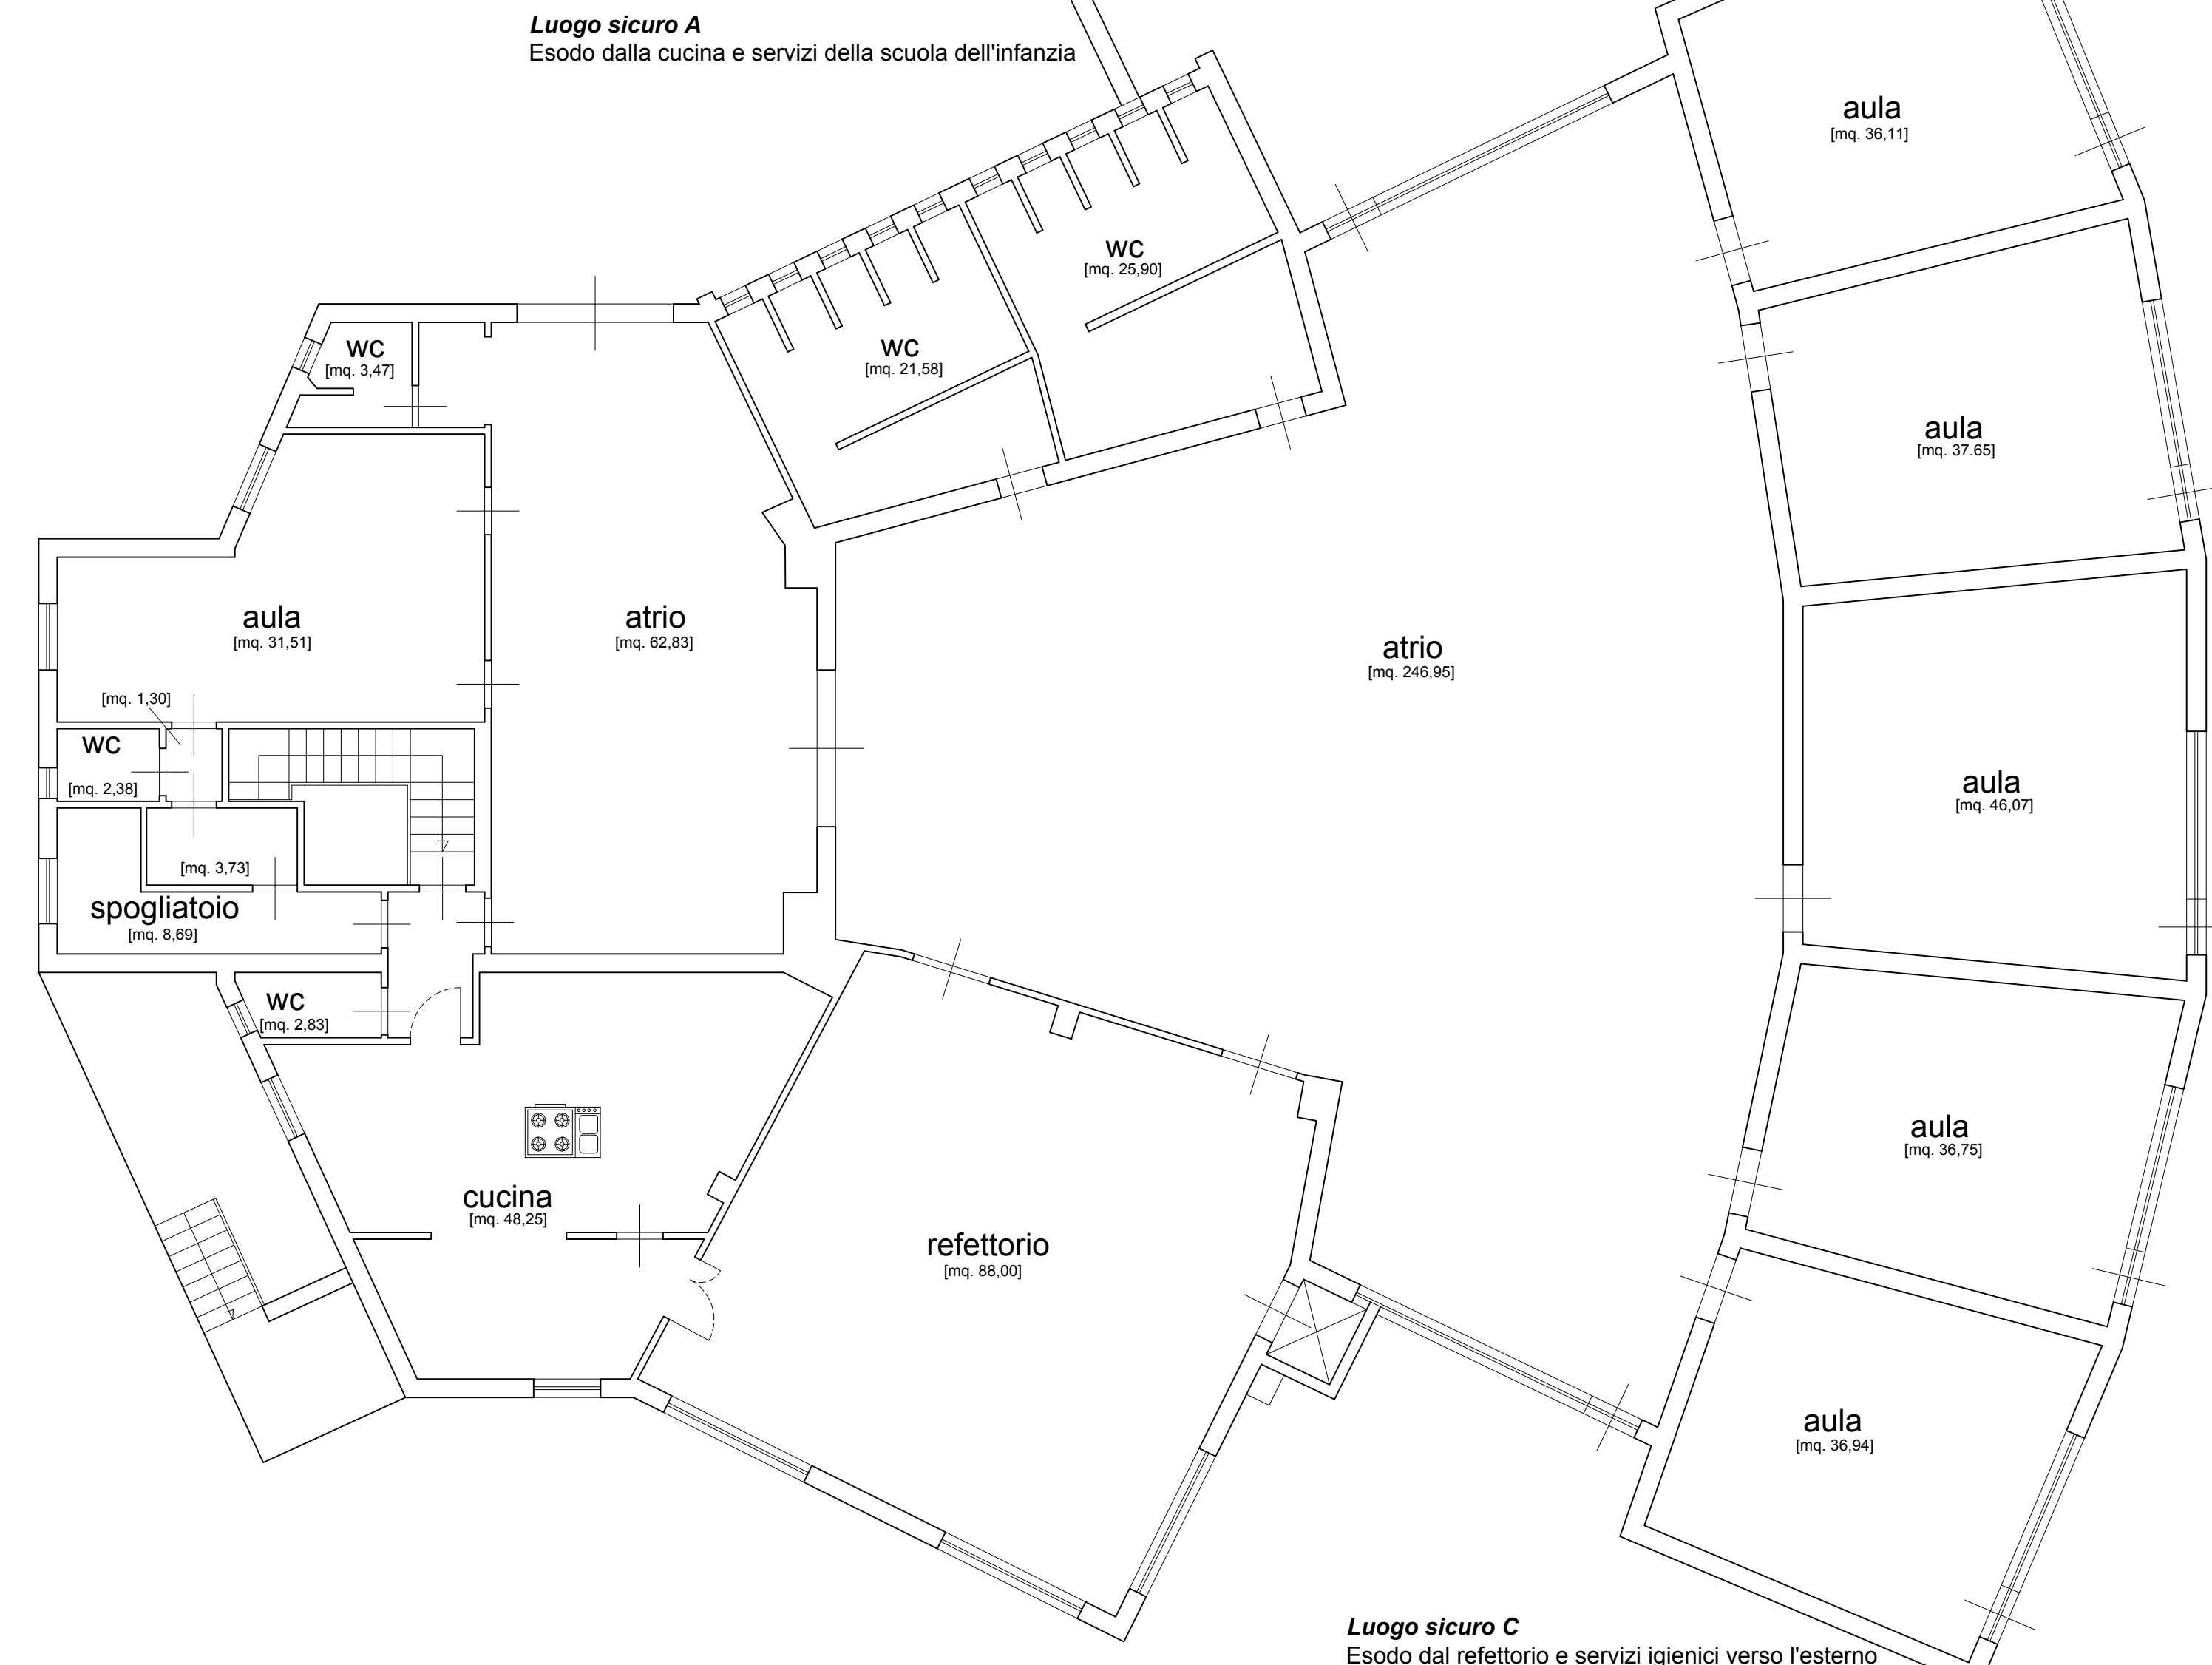 Luogo sicuro A
Esodo dalla cucina e servizi della scuola dell'infanzia
aula
[mq. 36,11]
wc
[mq. 25,90]
wc
[mq. 3,47]
wc
[mq. 21,58]
aula
[mq. 37.65]
aula
[mq. 31,51]
atrio
[mq. 62,83]
atrio
[mq. 246,95]
[mq. 1,30]
wc
[mq. 2,38]
aula
[mq. 46,07]
[mq. 3,73]
spogliatoio
[mq. 8,69]
wc
[mq. 2,83]
aula
[mq. 36,75]
cucina
[mq. 48,25]
refettorio
[mq. 88,00]
aula
[mq. 36,94]
Luogo sicuro C
Esodo dal refettorio e servizi igienici verso l'esterno